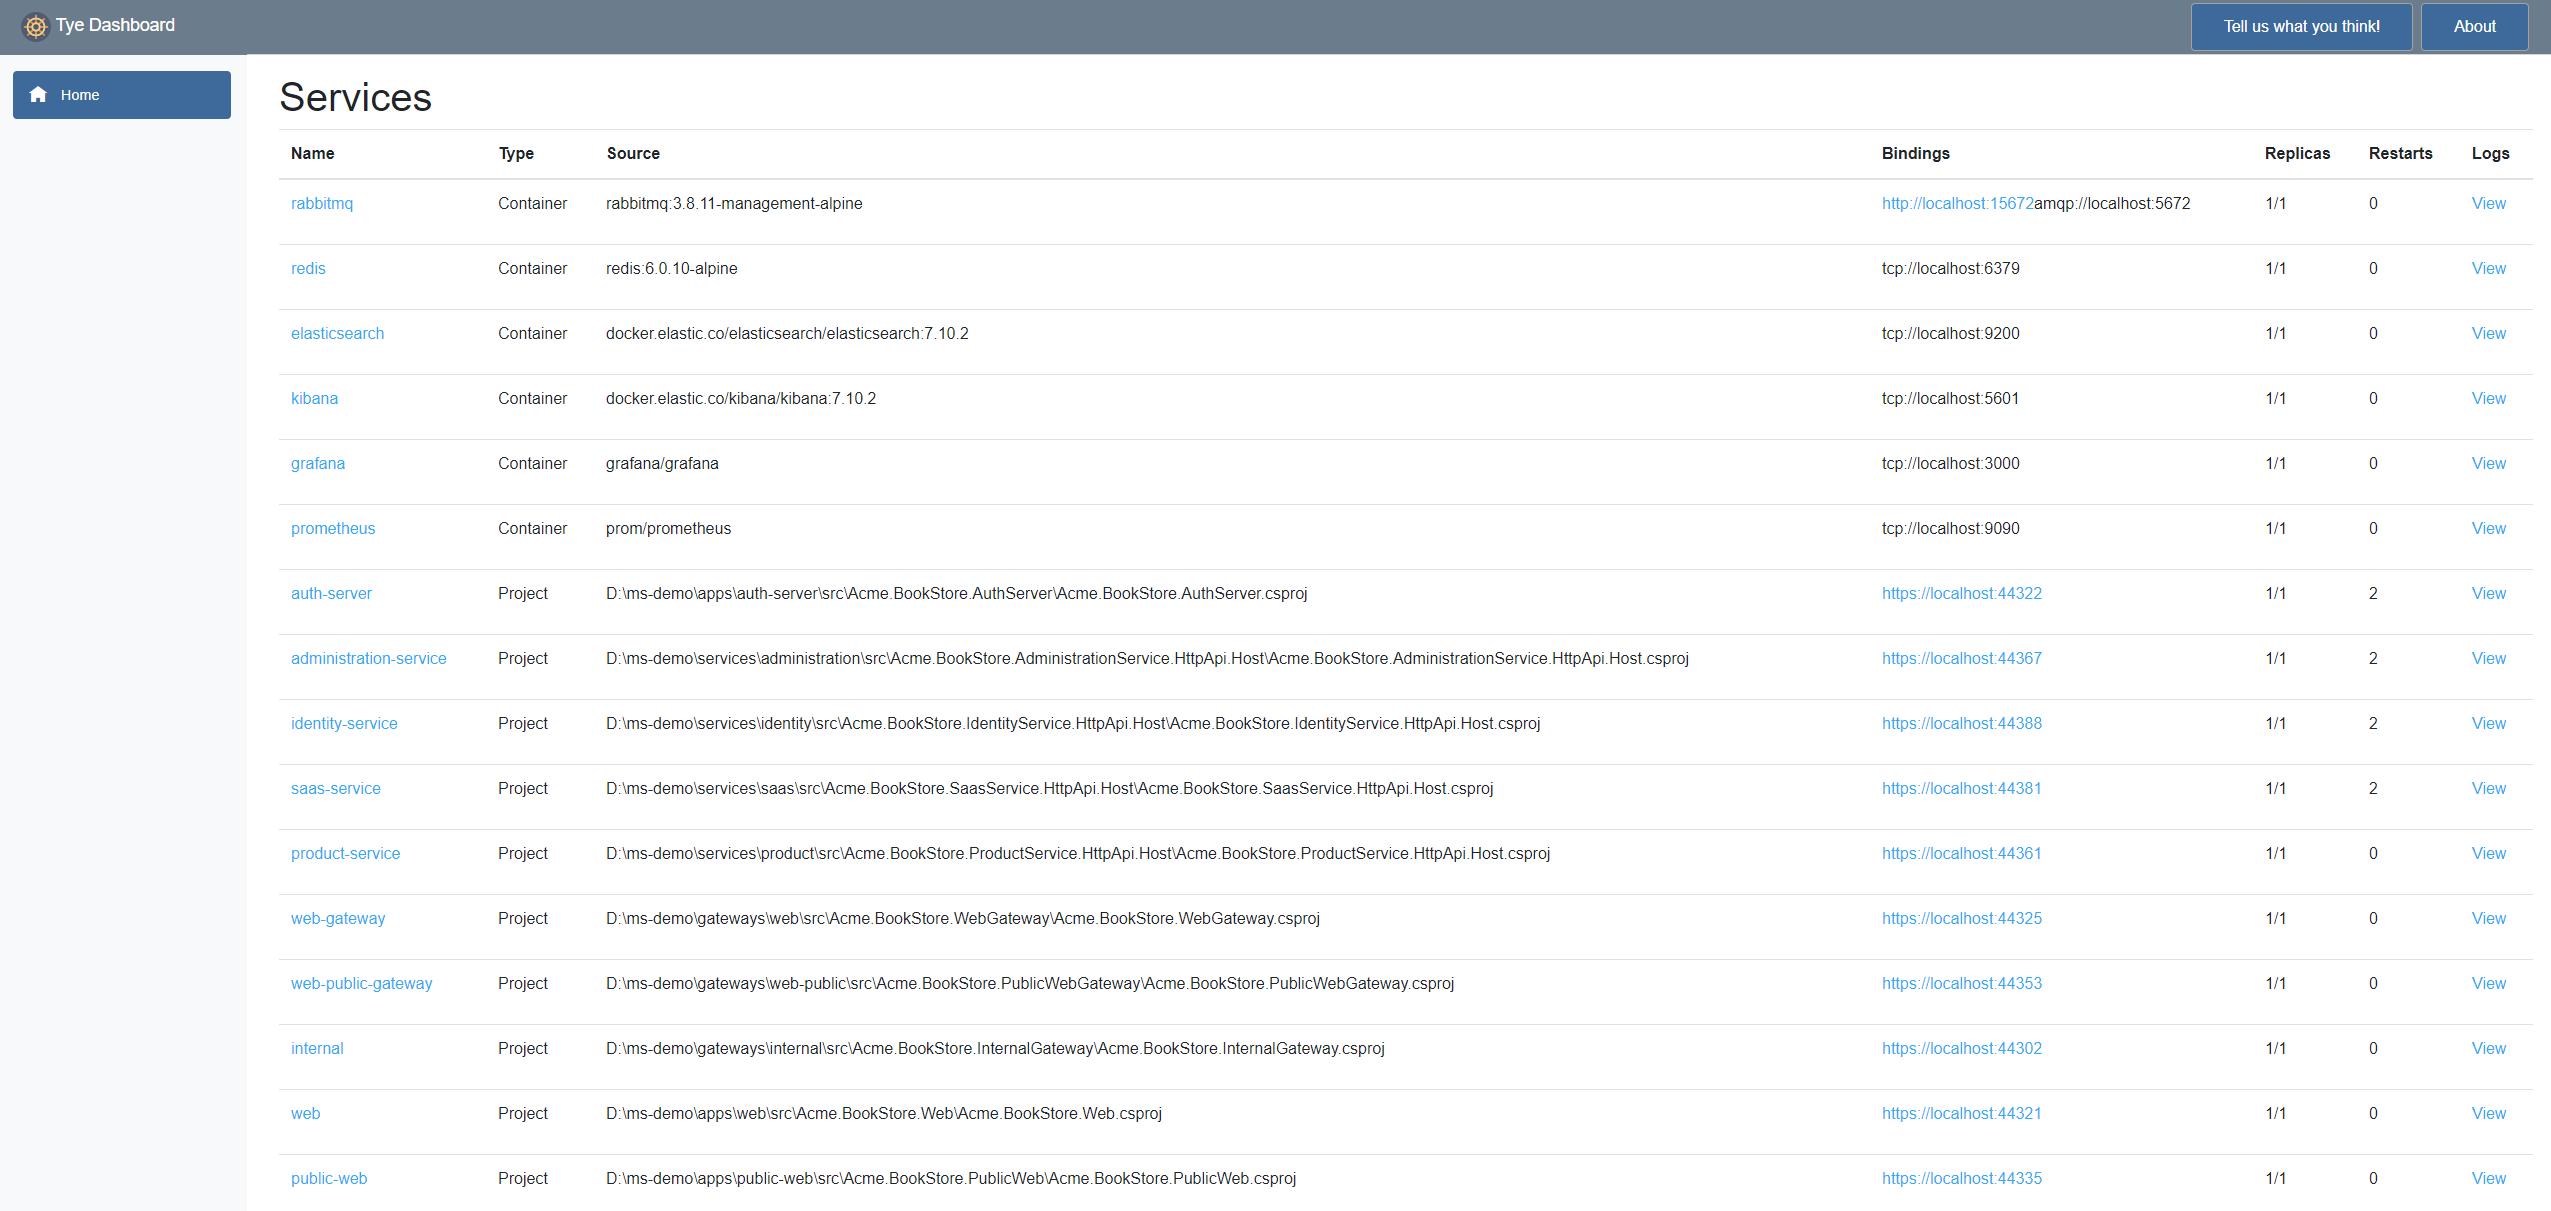 Tye Dashboard Tell us what you think! About
Home
Services
Name Type Source Bindings Replicas Restarts Logs
rabbitmq Container rabbitmq:3.8.11-management-alpine http://localhost:15672amqp://localhost:5672 1/1 0 View
redis Container redis:6.0.10-alpine tcp://localhost:6379 1/1 0 View
elasticsearch Container docker.elastic.co/elasticsearch/elasticsearch:7.10.2 tcp://localhost:9200 1/1 0 View
kibana Container docker.elastic.co/kibana/kibana:7.10.2 tcp://localhost:5601 1/1 0 View
grafana Container grafana/grafana tcp://localhost:3000 1/1 0 View
prometheus Container prom/prometheus tcp://localhost:9090 1/1 0 View
auth-server Project D:\ms-demo\apps\auth-server\src\Acme.BookStore.AuthServer\Acme.BookStore.AuthServer.csproj https://localhost:44322 1/1 2 View
administration-service Project D:\ms-demo\services\administration\src\Acme.BookStore.AdministrationService.HttpApi.Host\Acme.BookStore.AdministrationService.HttpApi.Host.csproj https://localhost:44367 1/1 2 View
identity-service Project D:\ms-demo\services\identity\src\Acme.BookStore.IdentityService.HttpApi.Host\Acme.BookStore.IdentityService.HttpApi.Host.csproj https://localhost:44388 1/1 2 View
saas-service Project D:\ms-demo\services\saas\src\Acme.BookStore.SaasService.HttpApi.Host\Acme.BookStore.SaasService.HttpApi.Host.csproj https://localhost:44381 1/1 2 View
product-service Project D:\ms-demo\services\product\src\Acme.BookStore.ProductService.HttpApi.Host\Acme.BookStore.ProductService.HttpApi.Host.csproj https://localhost:44361 1/1 0 View
web-gateway Project D:\ms-demo\gateways\web\src\Acme.BookStore.WebGateway\Acme.BookStore.WebGateway.csproj https://localhost:44325 1/1 0 View
web-public-gateway Project D:\ms-demo\gateways\web-public\src\Acme.BookStore.PublicWebGateway\Acme.BookStore.PublicWebGateway.csproj https://localhost:44353 1/1 0 View
internal Project D:\ms-demo\gateways\internal\src\Acme.BookStore.InternalGateway\Acme.BookStore.InternalGateway.csproj https://localhost:44302 1/1 0 View
web Project D:\ms-demo\apps\web\src\Acme.BookStore.Web\Acme.BookStore.Web.csproj https://localhost:44321 1/1 0 View
public-web Project D:\ms-demo\apps\public-web\src\Acme.BookStore.PublicWeb\Acme.BookStore.PublicWeb.csproj https://localhost:44335 1/1 0 View